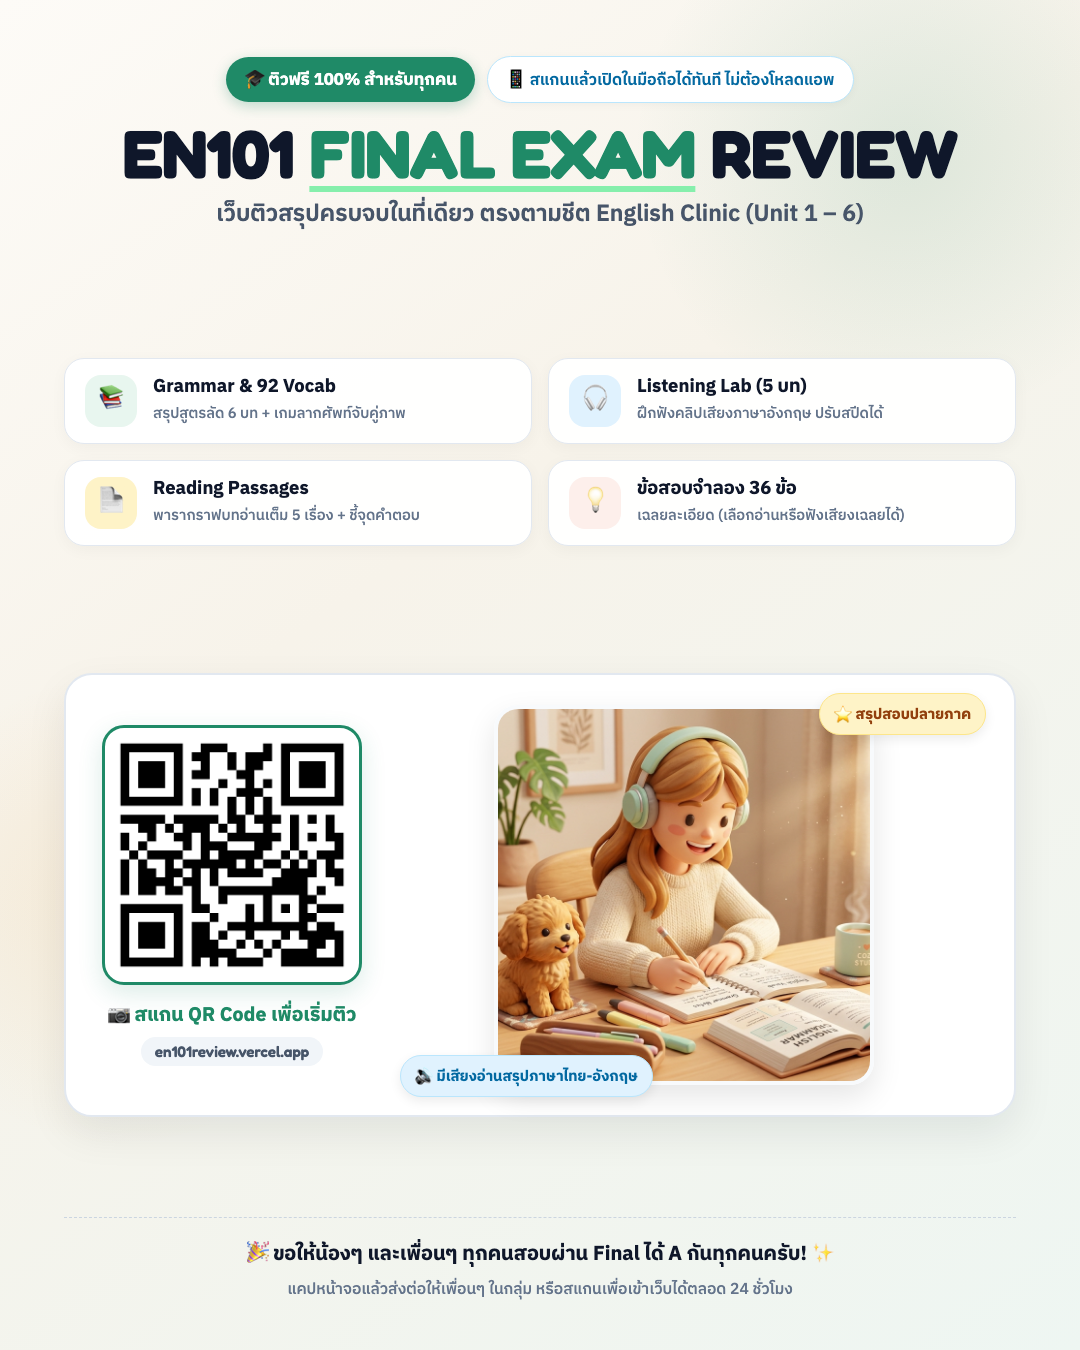 🎓 ติวฟรี 100% สำหรับทุกคน
📱 สแกนแล้วเปิดในมือถือได้ทันที ไม่ต้องโหลดแอพ
EN101 FINAL EXAM REVIEW
เว็บติวสรุปครบจบในที่เดียว ตรงตามชีต English Clinic (Unit 1 – 6)
Grammar & 92 Vocab
สรุปสูตรลัด 6 บท + เกมลากศัพท์จับคู่ภาพ
Listening Lab (5 บท)
ฝึกฟังคลิปเสียงภาษาอังกฤษ ปรับสปีดได้
Reading Passages
พารากราฟบทอ่านเต็ม 5 เรื่อง + ชี้จุดคำตอบ
ข้อสอบจำลอง 36 ข้อ
เฉลยละเอียด (เลือกอ่านหรือฟังเสียงเฉลยได้)
⭐ สรุปสอบปลายภาค
ENGLISH
GRAMMAR
📷 สแกน QR Code เพื่อเริ่มติว
en101review.vercel.app
🔈 มีเสียงอ่านสรุปภาษาไทย-อังกฤษ
🎉 ขอให้น้องๆ และเพื่อนๆ ทุกคนสอบผ่าน Final ได้ A กันทุกคนครับ! ✨
แคปหน้าจอแล้วส่งต่อให้เพื่อนๆ ในกลุ่ม หรือสแกนเพื่อเข้าเว็บได้ตลอด 24 ชั่วโมง